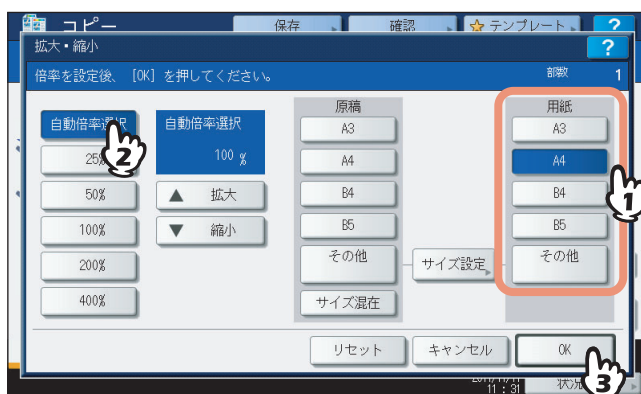 コピー 保存 確認 テンプレート ?
拡大・縮小 ?
倍率を設定後、 [OK] を押してください。 部数 1
原稿 用紙
自動倍率選択 自動倍率選択 A3 A3
25% 100 % A4 A4
50% ▲ 拡大 B4 B4
100% ▼ 縮小 B5 B5
200% その他 サイズ設定 その他
400% サイズ混在
リセット キャンセル OK
11:31 状況
1
2
3